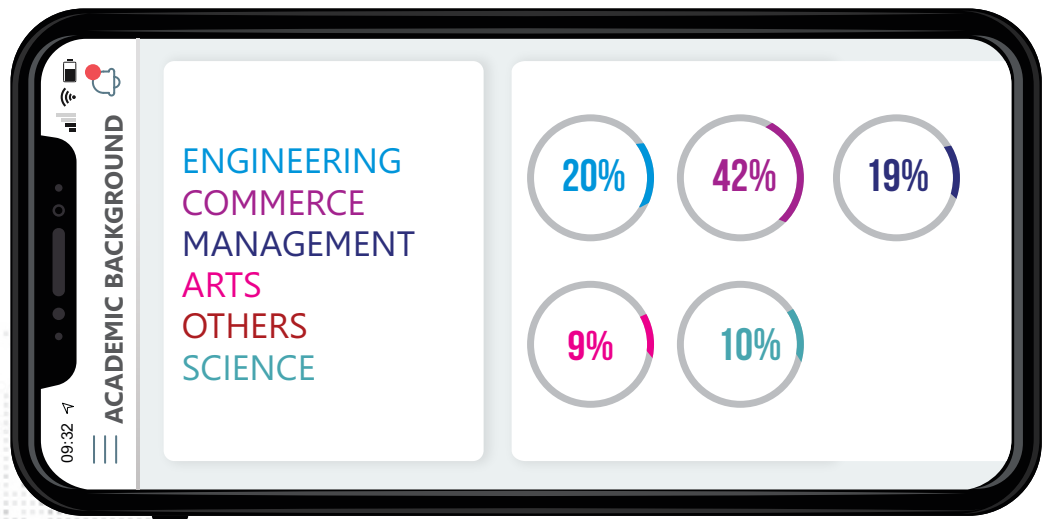 09:32
ACADEMIC BACKGROUND
ENGINEERING
COMMERCE
MANAGEMENT
ARTS
OTHERS
SCIENCE
20% 42% 19%
9% 10%